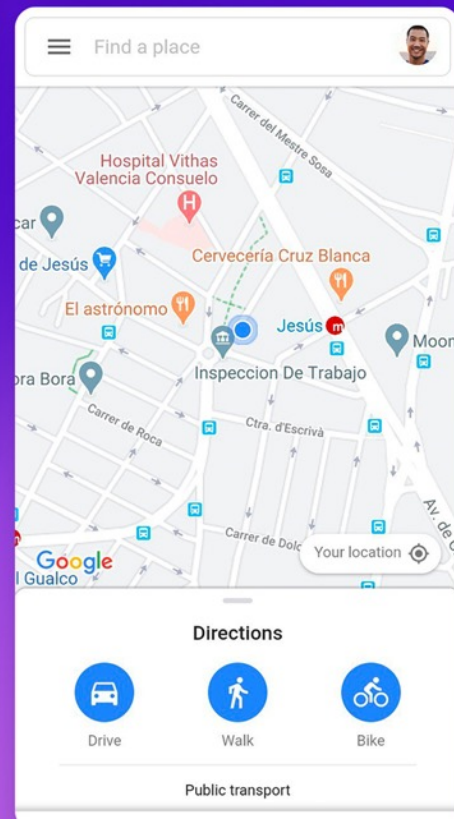 Find a place
Carrer del Mestre Sosa
Hospital Vithas
Valencia Consuelo
H
car
de Jesús
Cervecería Cruz Blanca
El astrónomo
Jesús m
Moon
Inspeccion De Trabajo
ora Bora
Carrer de Roca
Ctra. d'Escrivà
Av. de
Carrer de Dolo
Your location
Google
l Gualco
Directions
Drive
Walk
Bike
Public transport